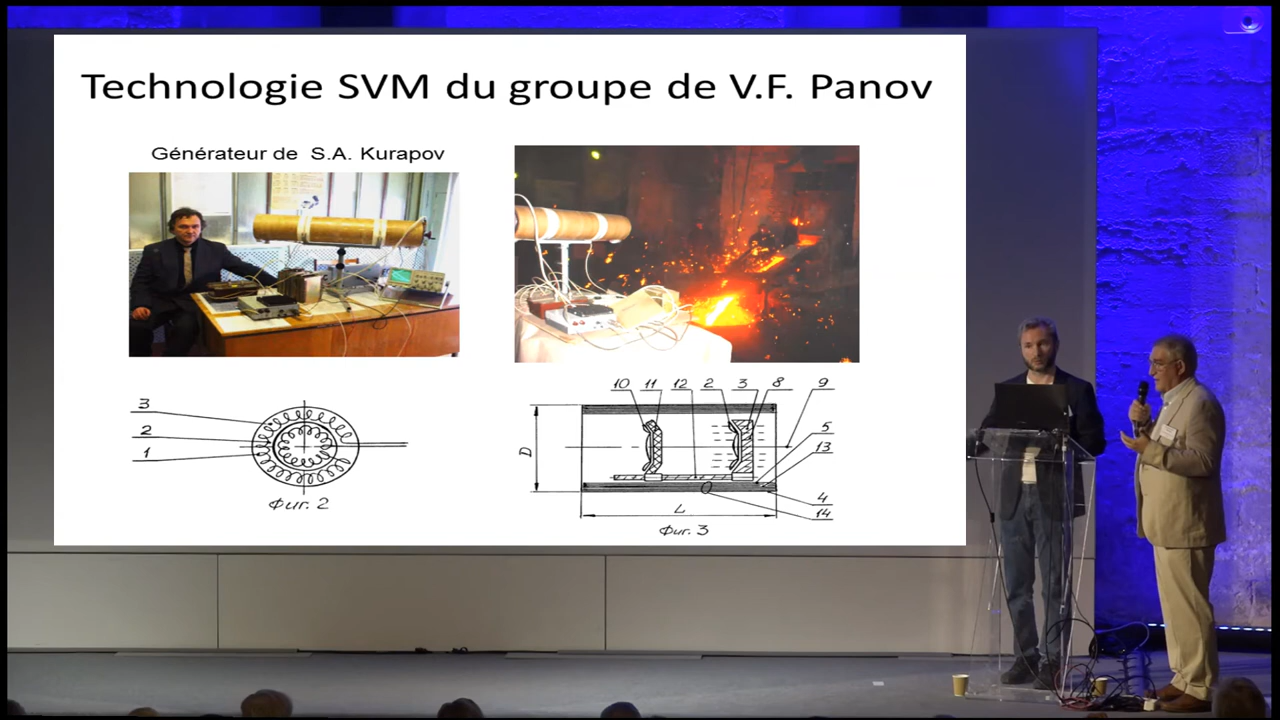 Technologie SVM du groupe de V.F. Panov
Générateur de S.A. Kurapov
3
2
1
Фиг. 2
10 11 12 2 3 8 9
5
13
4
14
D
L
Фиг. 3